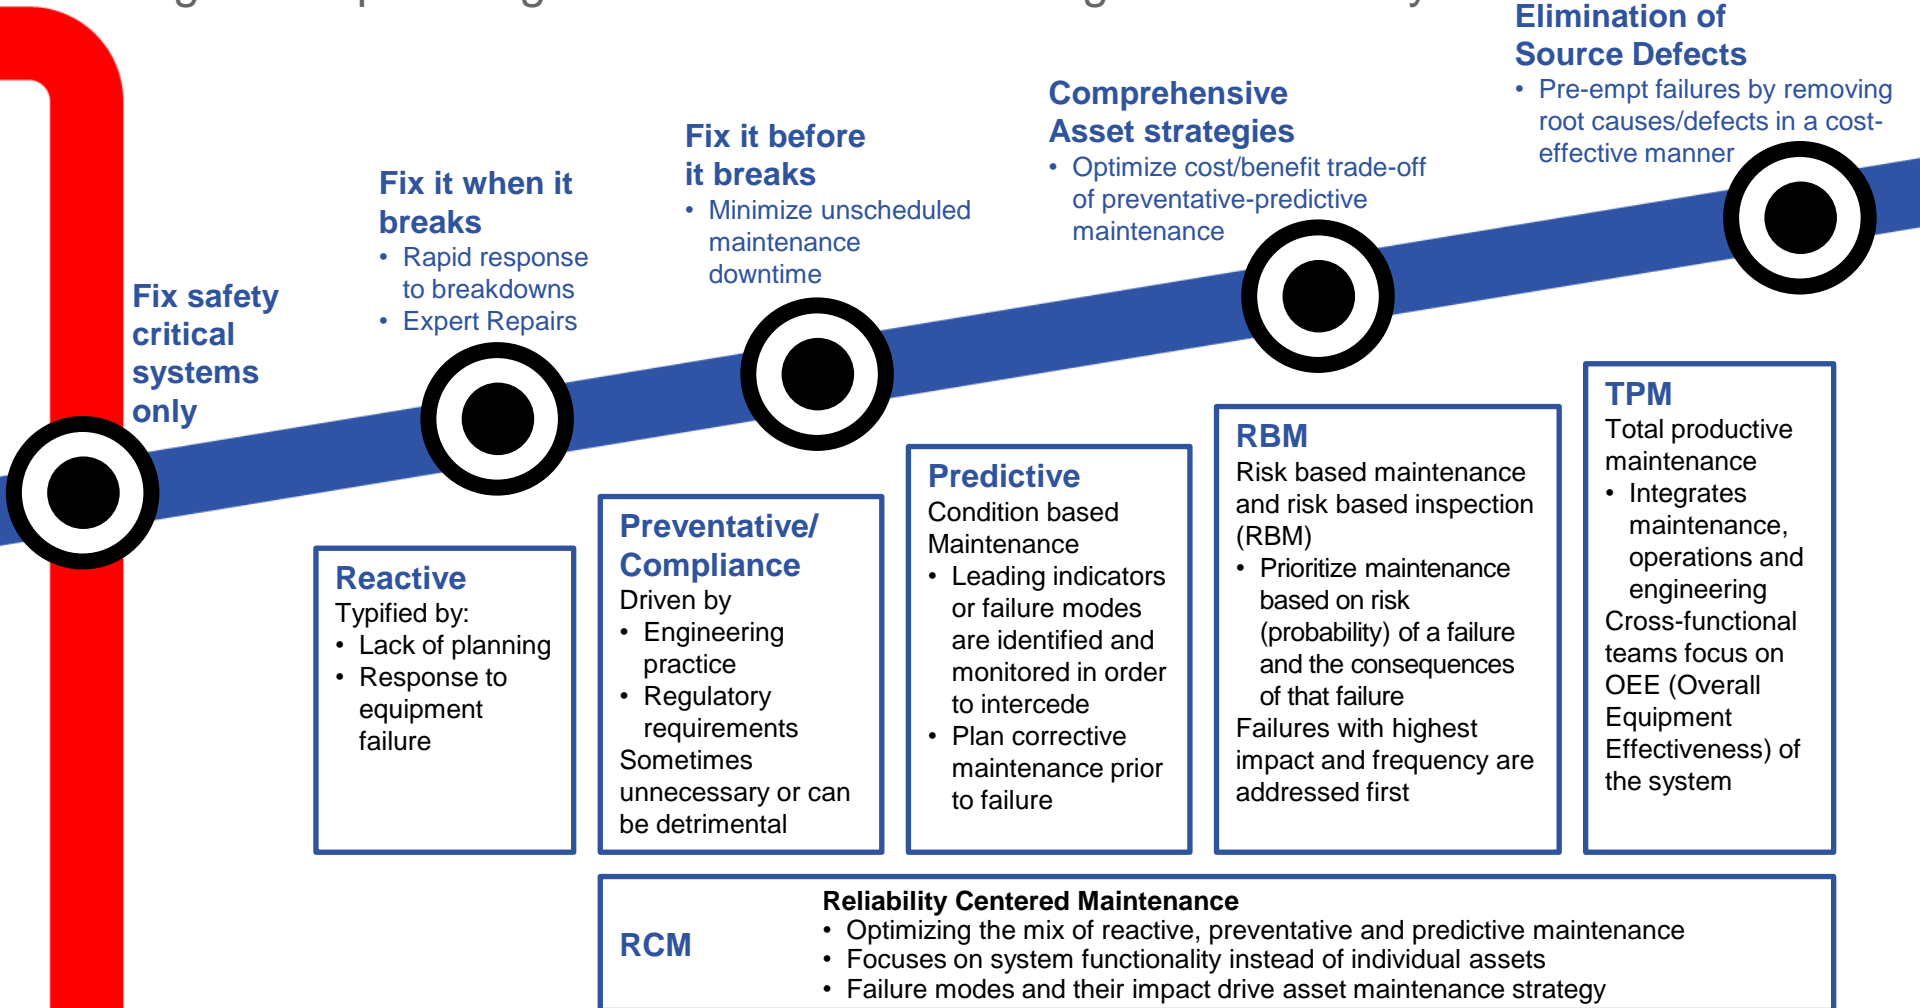 Elimination of
Source Defects
• Pre-empt failures by removing
root causes/defects in a cost-
effective manner
Comprehensive
Asset strategies
• Optimize cost/benefit trade-off
of preventative-predictive
maintenance
Fix it before
it breaks
• Minimize unscheduled
maintenance
downtime
Fix it when it
breaks
• Rapid response
to breakdowns
• Expert Repairs
Fix safety
critical
systems
only
Reactive
Typified by:
• Lack of planning
• Response to
equipment
failure
Preventative/
Compliance
Driven by
• Engineering
practice
• Regulatory
requirements
Sometimes
unnecessary or can
be detrimental
Predictive
Condition based
Maintenance
• Leading indicators
or failure modes
are identified and
monitored in order
to intercede
• Plan corrective
maintenance prior
to failure
RBM
Risk based maintenance
and risk based inspection
(RBM)
• Prioritize maintenance
based on risk
(probability) of a failure
and the consequences
of that failure
Failures with highest
impact and frequency are
addressed first
TPM
Total productive
maintenance
• Integrates
maintenance,
operations and
engineering
Cross-functional
teams focus on
OEE (Overall
Equipment
Effectiveness) of
the system
RCM
Reliability Centered Maintenance
• Optimizing the mix of reactive, preventative and predictive maintenance
• Focuses on system functionality instead of individual assets
• Failure modes and their impact drive asset maintenance strategy